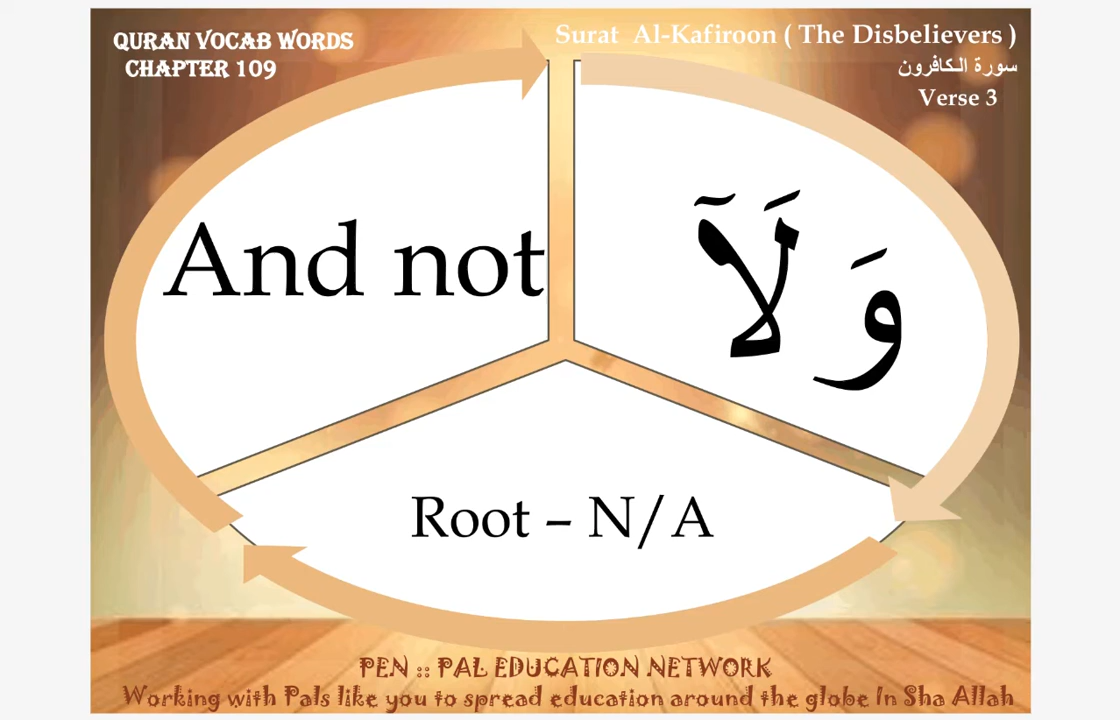 QURAN VOCAB WORDS
CHAPTER 109
Surat Al-Kafiroon ( The Disbelievers )
سورة الكافرون
Verse 3
And not
وَ لَآ
Root – N/A
PEN :: PAL EDUCATION NETWORK
Working with Pals like you to spread education around the globe In Sha Allah